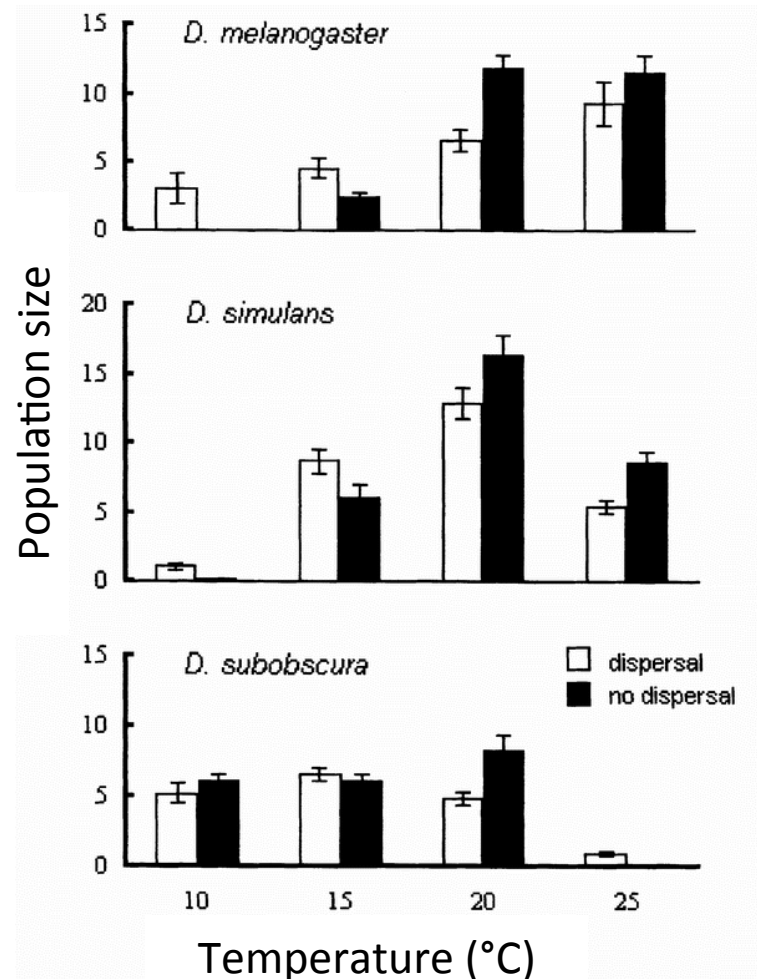 15
D. melanogaster
10
5
0
20
D. simulans
15
10
5
0
15
D. subobscura
dispersal
no dispersal
10
5
0
10 15 20 25
Population size
Temperature (°C)